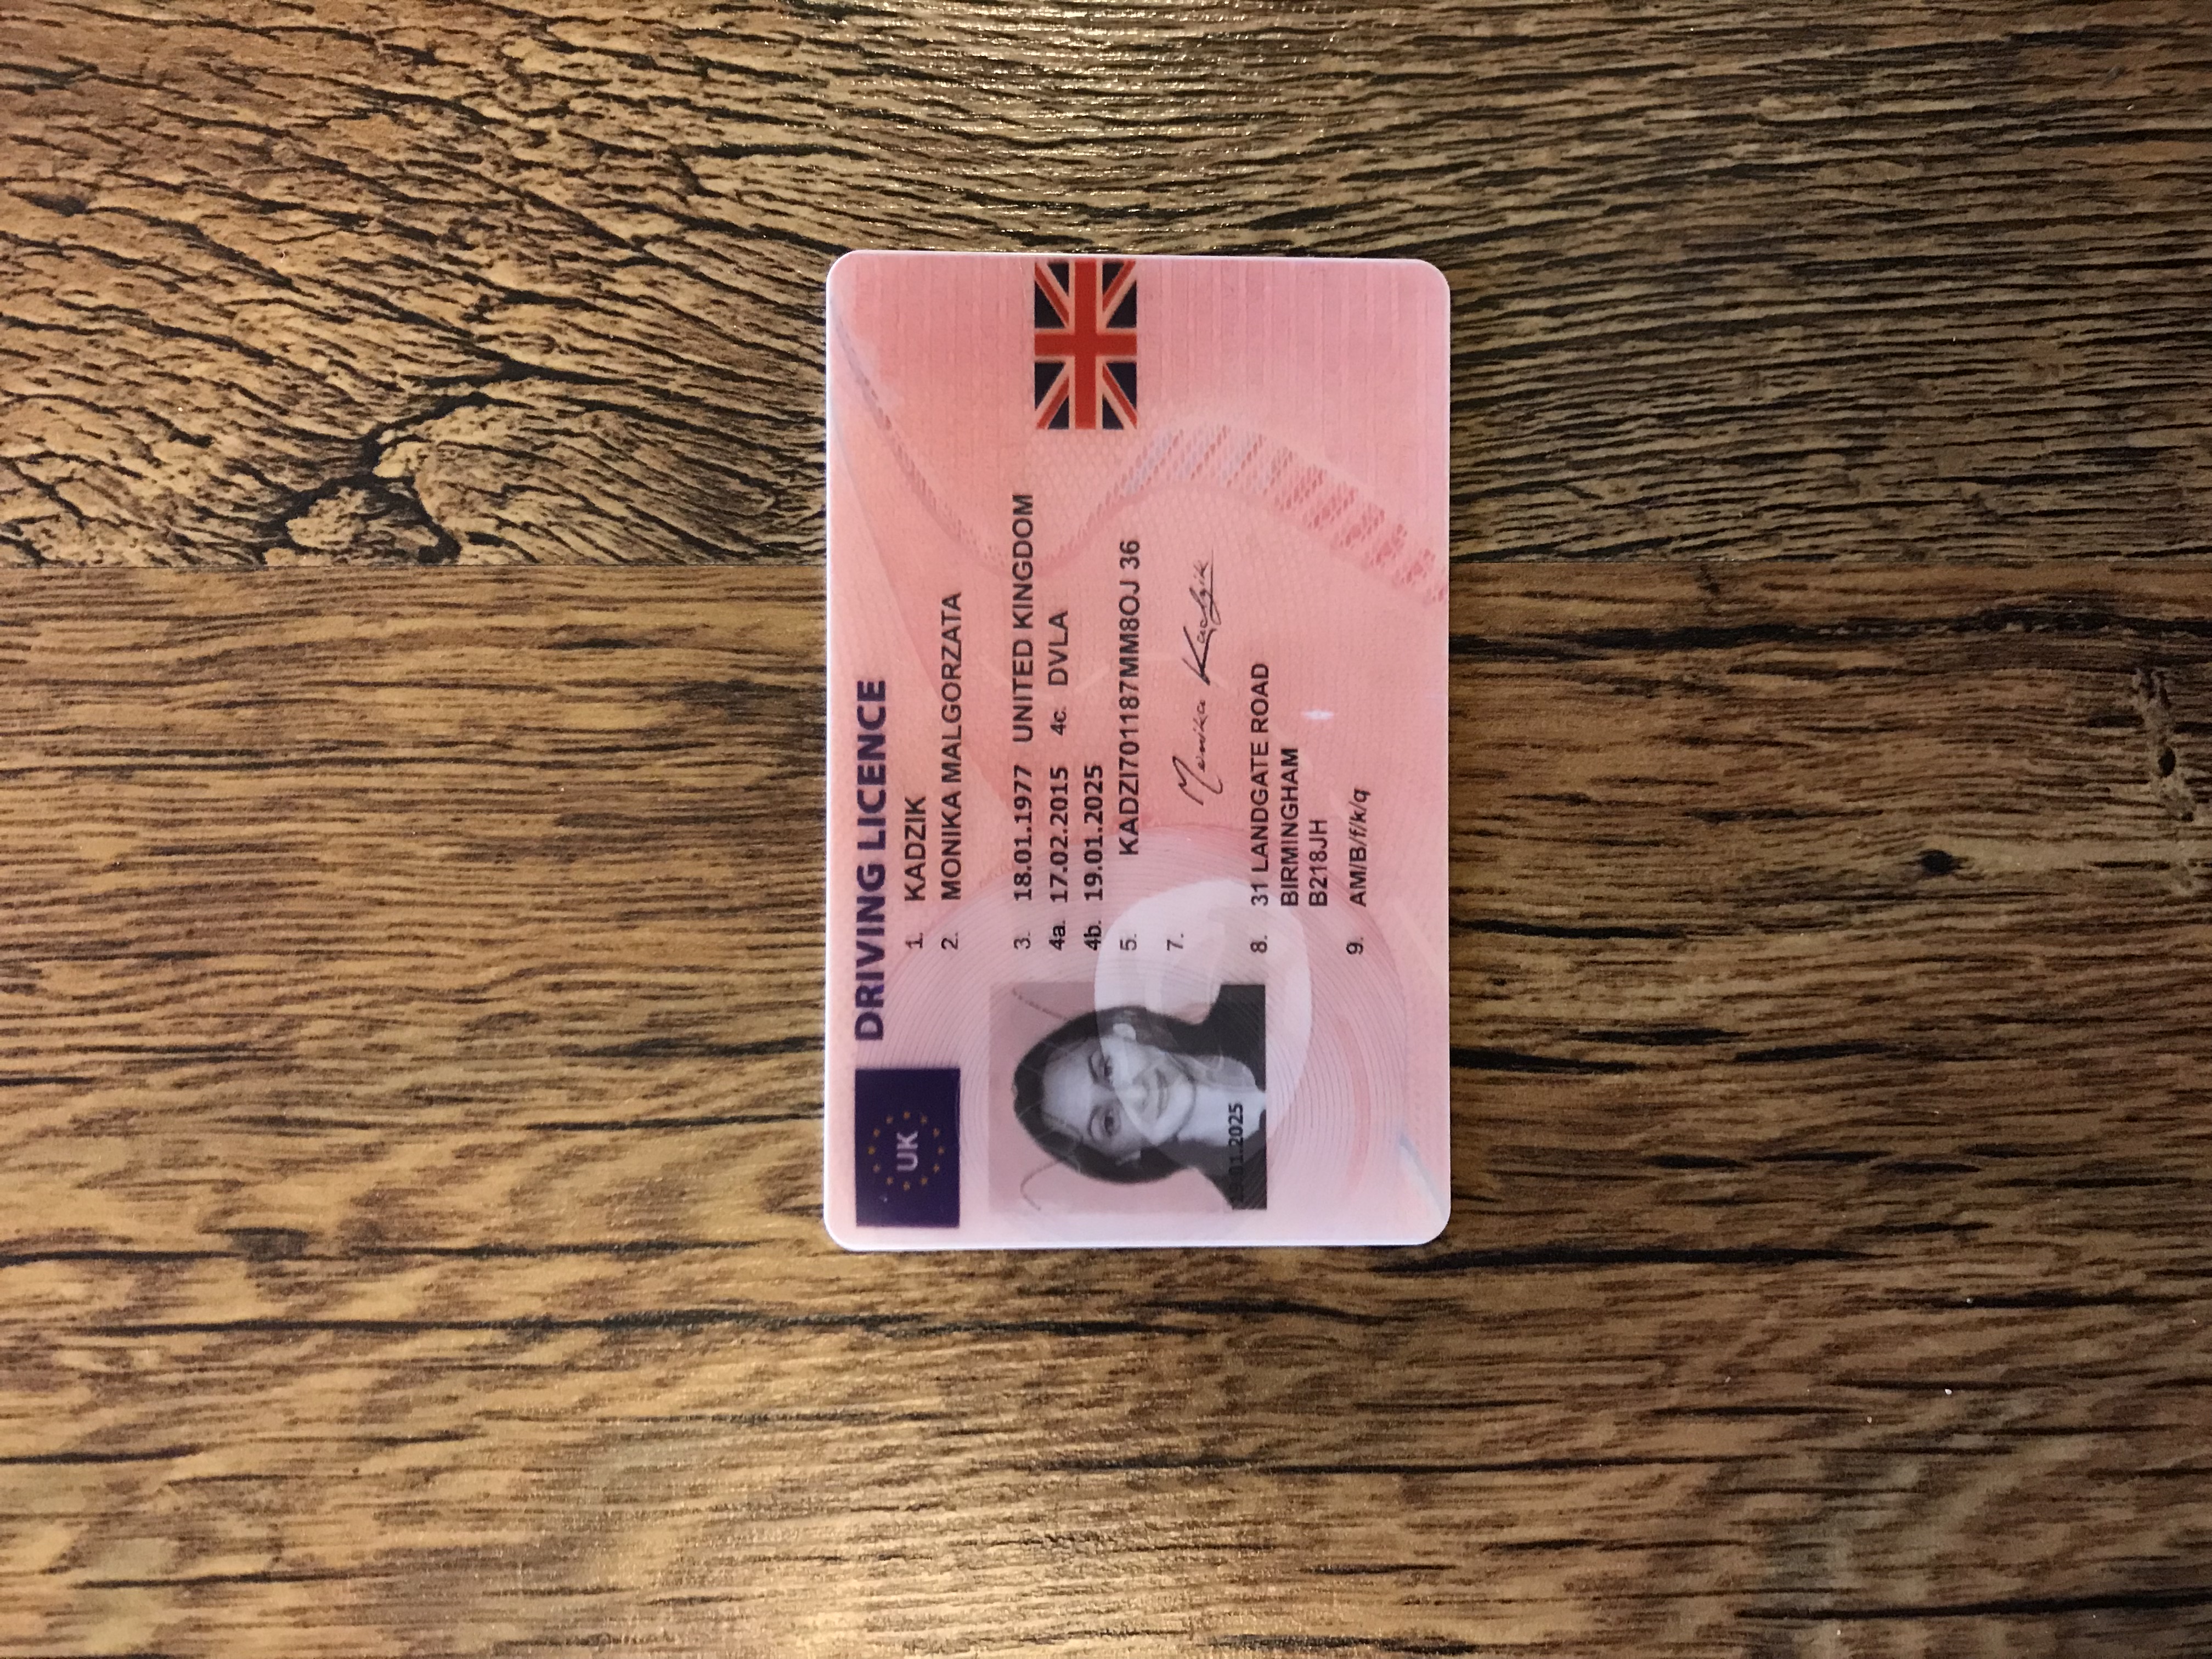 UK
DRIVING LICENCE
1. KADZIK
2. MONIKA MALGORZATA
3. 18.01.1977 UNITED KINGDOM
4a. 17.02.2015 4c. DVLA
4b. 19.01.2025
5. KADZI701187MM8OJ 36
7. Monika Kadzik
8. 31 LANDGATE ROAD
BIRMINGHAM
B218JH
9. AM/B/f/k/q
.01.2025